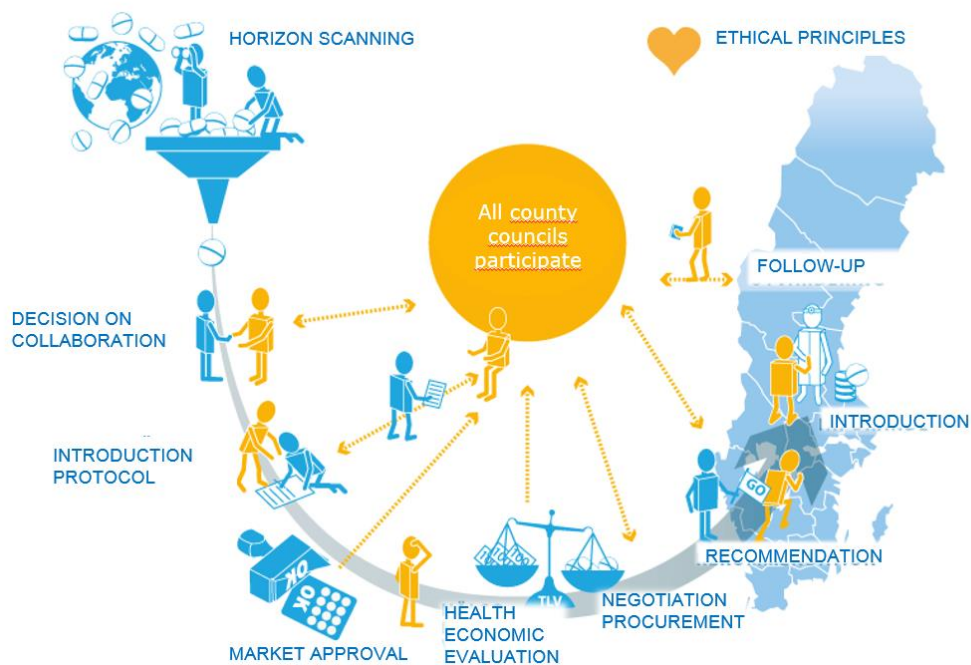 HORIZON SCANNING
ETHICAL PRINCIPLES
All county
councils
participate
FOLLOW-UP
DECISION ON
COLLABORATION
INTRODUCTION
INTRODUCTION
PROTOCOL
GO
RECOMMENDATION
OK
OK
TLV
NEGOTIATION
PROCUREMENT
HEALTH
ECONOMIC
EVALUATION
MARKET APPROVAL